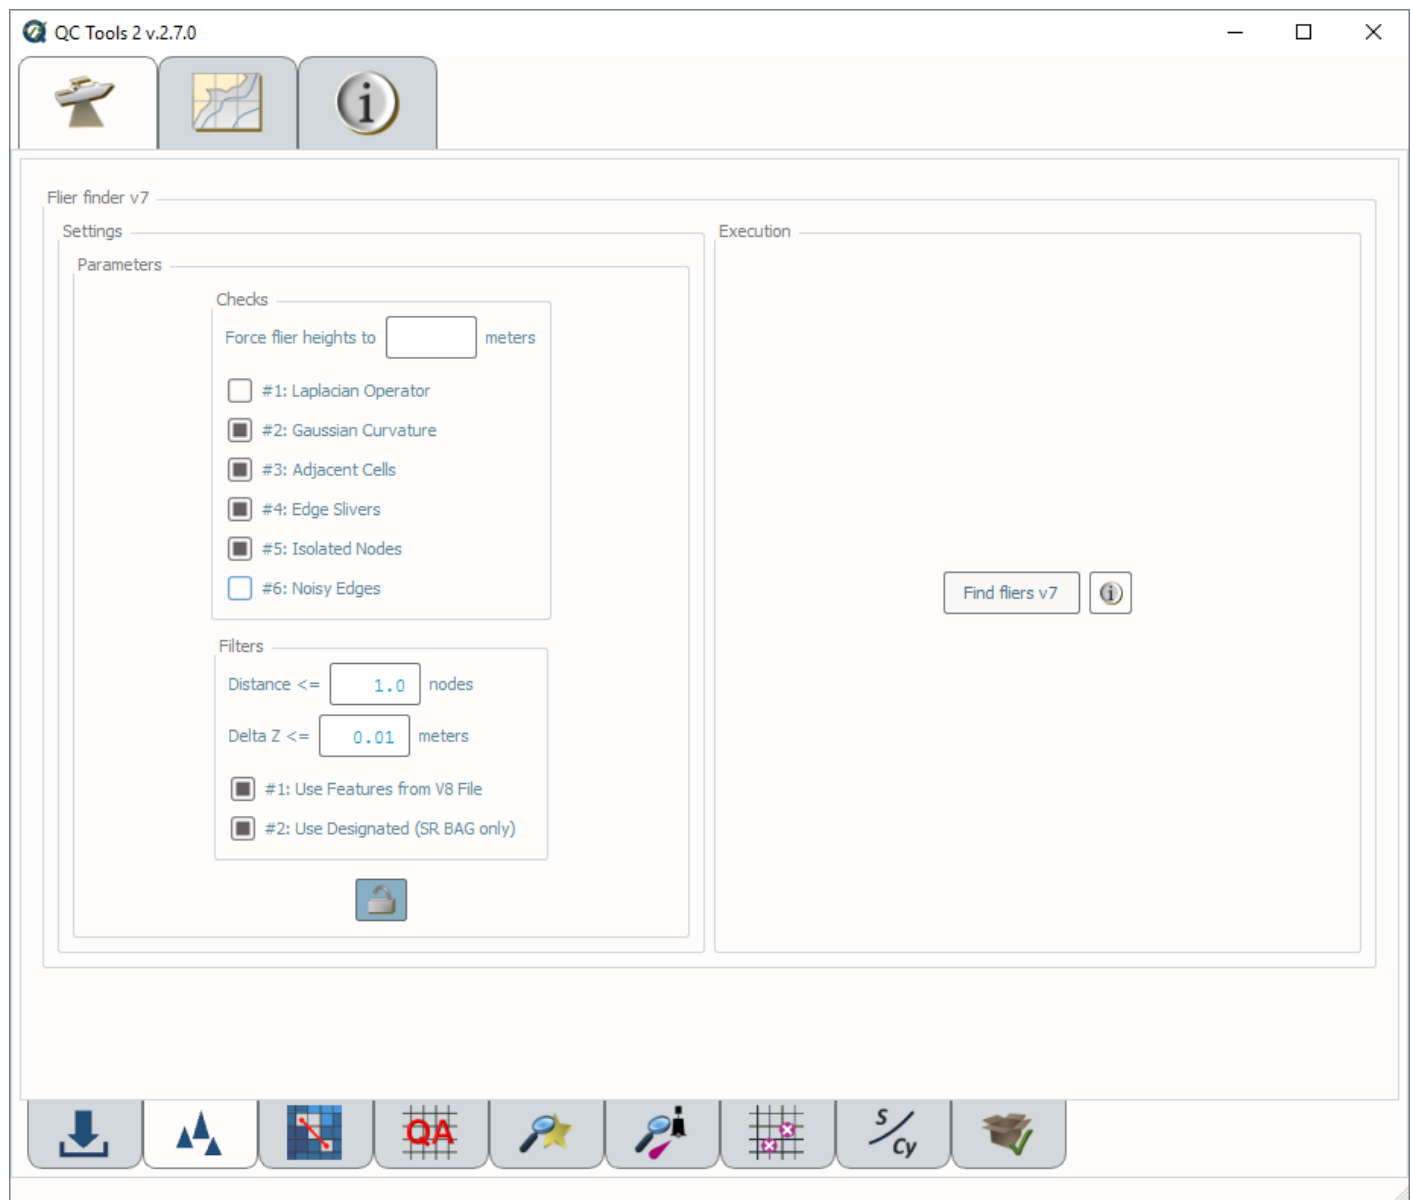 QC Tools 2 v.2.7.0
Flier finder v7
Settings
Execution
Parameters
Checks
Force flier heights to meters
#1: Laplacian Operator
#2: Gaussian Curvature
#3: Adjacent Cells
#4: Edge Slivers
#5: Isolated Nodes
#6: Noisy Edges
Find fliers v7
Filters
Distance <= 1.0 nodes
Delta Z <= 0.01 meters
#1: Use Features from V8 File
#2: Use Designated (SR BAG only)
QA
S/Cy